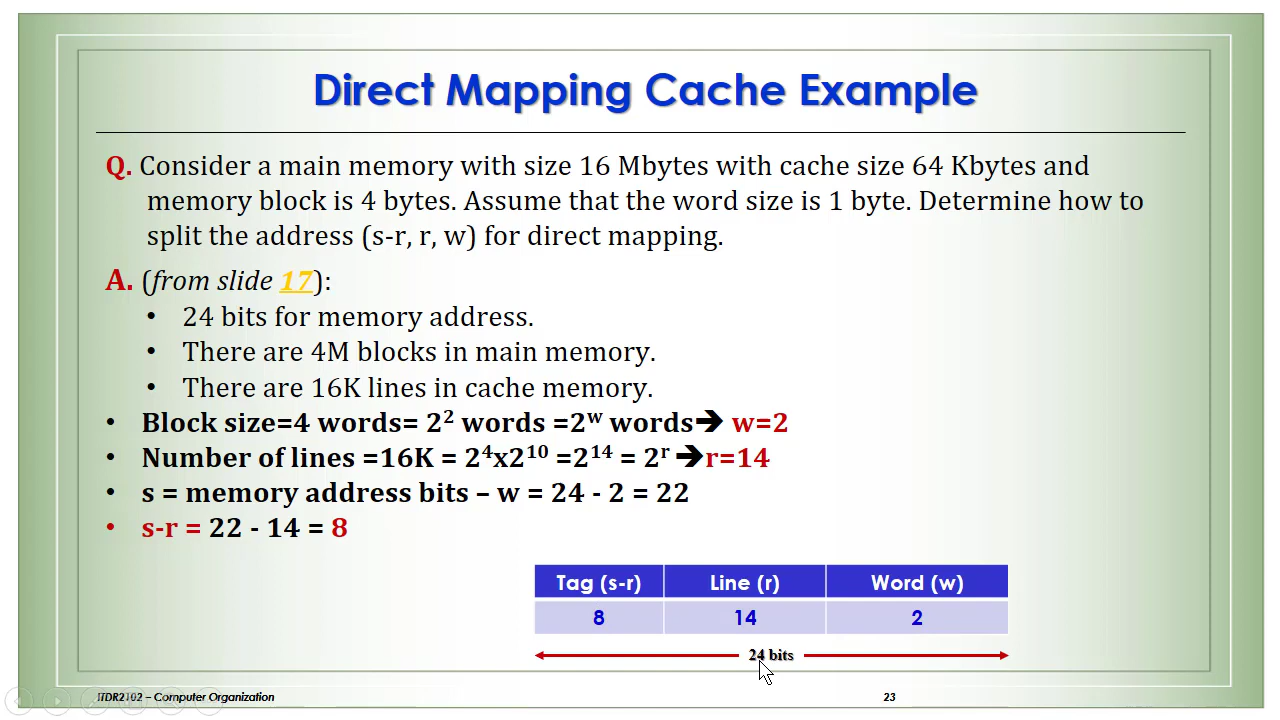 Direct Mapping Cache Example
Q. Consider a main memory with size 16 Mbytes with cache size 64 Kbytes and
memory block is 4 bytes. Assume that the word size is 1 byte. Determine how to
split the address (s-r, r, w) for direct mapping.
A. (from slide 17):
• 24 bits for memory address.
• There are 4M blocks in main memory.
• There are 16K lines in cache memory.
• Block size=4 words= 2² words =2ʷ words➔ w=2
• Number of lines =16K = 2⁴x2¹⁰ =2¹⁴ = 2ʳ ➔r=14
• s = memory address bits – w = 24 - 2 = 22
• s-r = 22 - 14 = 8
Tag (s-r) Line (r) Word (w)
8 14 2
24 bits
ITDR2102 – Computer Organization 23